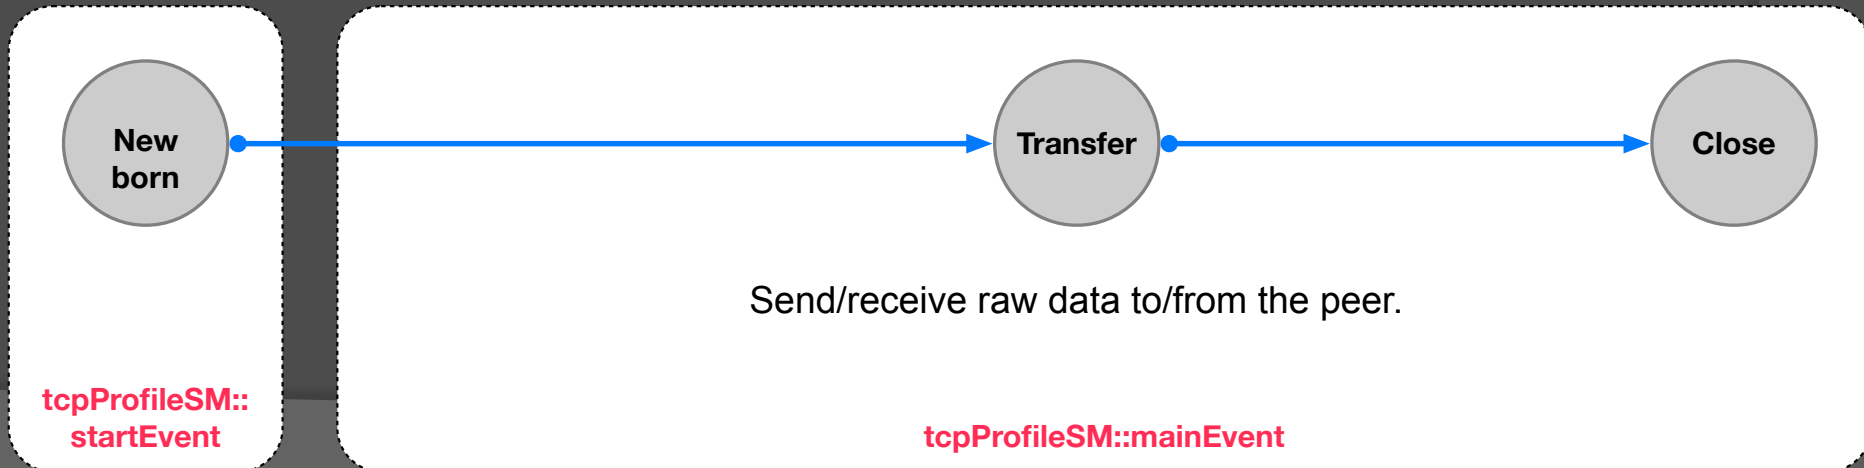 New
born
Transfer
Close
Send/receive raw data to/from the peer.
tcpProfileSM::
startEvent
tcpProfileSM::mainEvent